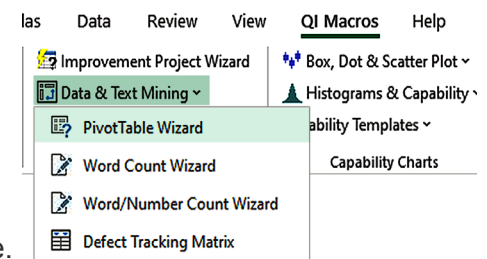 las Data Review View QI Macros Help
Improvement Project Wizard
Box, Dot & Scatter Plot
Data & Text Mining
Histograms & Capability
PivotTable Wizard
ability Templates
Word Count Wizard
Capability Charts
Word/Number Count Wizard
e.
Defect Tracking Matrix